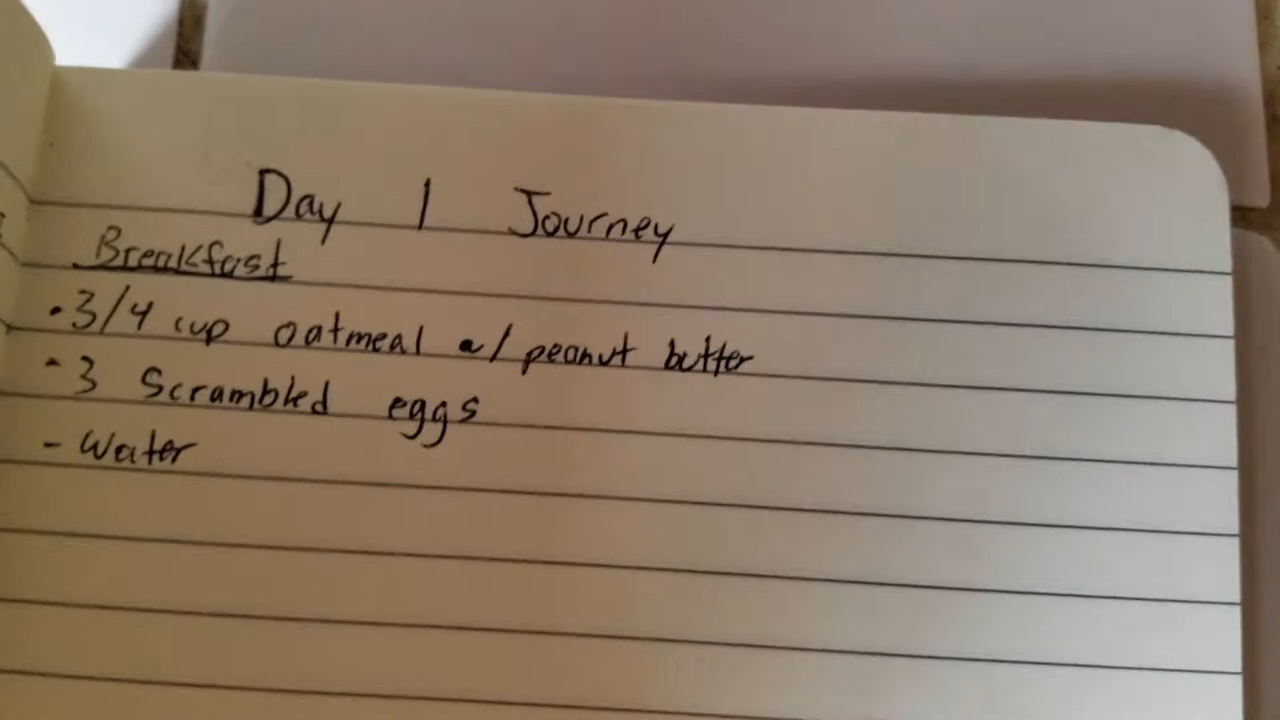 Day 1 Journey
Breakfast
• 3/4 cup oatmeal w/ peanut butter
- 3 Scrambled eggs
- Water